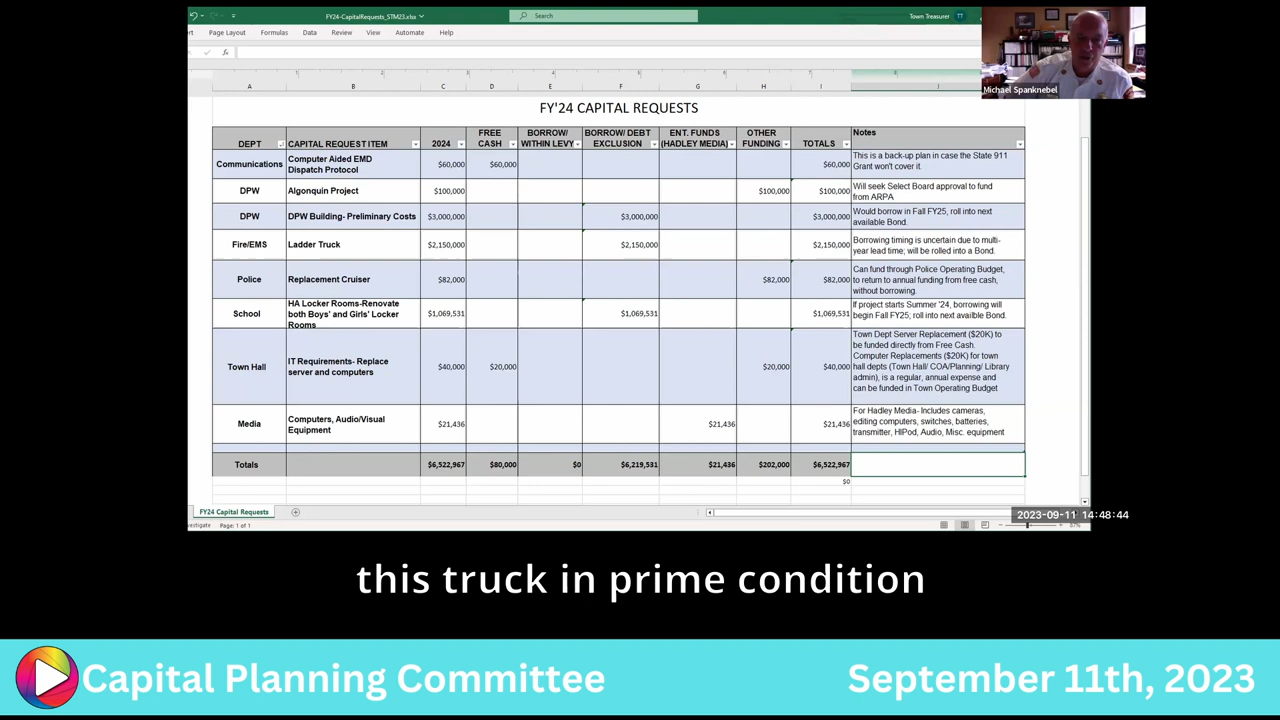 FY24-CapitalRequests_STM23.xlsx
Search
Town Treasurer TT
Page Layout Formulas Data Review View Automate Help
fx
Michael Spanknebel
A B C D E F G H I
FY'24 CAPITAL REQUESTS
DEPT CAPITAL REQUEST ITEM 2024 FREE CASH BORROW/ WITHIN LEVY BORROW/ DEBT EXCLUSION ENT. FUNDS (HADLEY MEDIA) OTHER FUNDING TOTALS Notes
Communications Computer Aided EMD Dispatch Protocol $60,000 $60,000 $60,000 This is a back-up plan in case the State 911 Grant won't cover it.
DPW Algonquin Project $100,000 $100,000 $100,000 Will seek Select Board approval to fund from ARPA
DPW DPW Building- Preliminary Costs $3,000,000 $3,000,000 $3,000,000 Would borrow in Fall FY25, roll into next available Bond.
Fire/EMS Ladder Truck $2,150,000 $2,150,000 $2,150,000 Borrowing timing is uncertain due to multi-year lead time; will be rolled into a Bond.
Police Replacement Cruiser $82,000 $82,000 $82,000 Can fund through Police Operating Budget, to return to annual funding from free cash, without borrowing.
School HA Locker Rooms-Renovate both Boys' and Girls' Locker Rooms $1,069,531 $1,069,531 $1,069,531 If project starts Summer '24, borrowing will begin Fall FY25; roll into next availble Bond.
Town Hall IT Requirements- Replace server and computers $40,000 $20,000 $20,000 $40,000 Town Dept Server Replacement ($20K) to be funded directly from Free Cash. Computer Replacements ($20K) for town hall depts (Town Hall/ COA/Planning/ Library admin), is a regular, annual expense and can be funded in Town Operating Budget
Media Computers, Audio/Visual Equipment $21,436 $21,436 $21,436 For Hadley Media- Includes cameras, editing computers, switches, batteries, transmitter, HIPod, Audio, Misc. equipment
Totals $6,522,967 $80,000 $0 $6,219,531 $21,436 $202,000 $6,522,967
$0
FY24 Capital Requests
2023-09-11 14:48:44
Page: 1 of 1
this truck in prime condition
Capital Planning Committee
September 11th, 2023